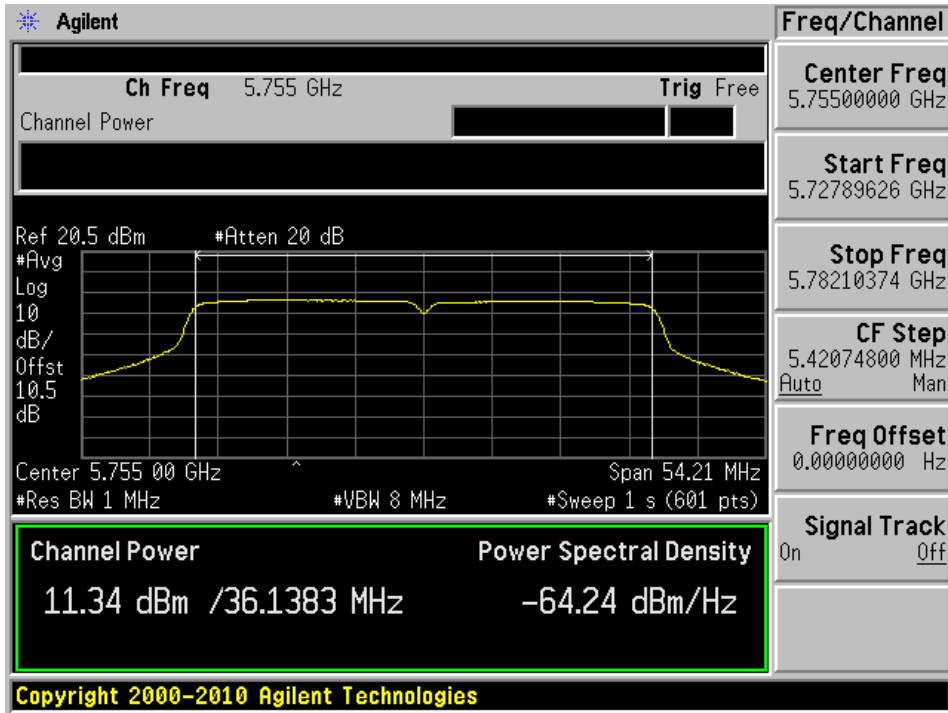 Agilent
Ch Freq 5.755 GHz Trig Free
Channel Power
Ref 20.5 dBm #Atten 20 dB
#Avg
Log
10
dB/
Offst
10.5
dB
Center 5.755 00 GHz Span 54.21 MHz
#Res BW 1 MHz #VBW 8 MHz #Sweep 1 s (601 pts)
Channel Power Power Spectral Density
11.34 dBm /36.1383 MHz -64.24 dBm/Hz
Copyright 2000-2010 Agilent Technologies
Freq/Channel
Center Freq
5.75500000 GHz
Start Freq
5.72789626 GHz
Stop Freq
5.78210374 GHz
CF Step
5.42074800 MHz
Auto Man
Freq Offset
0.00000000 Hz
Signal Track
On Off